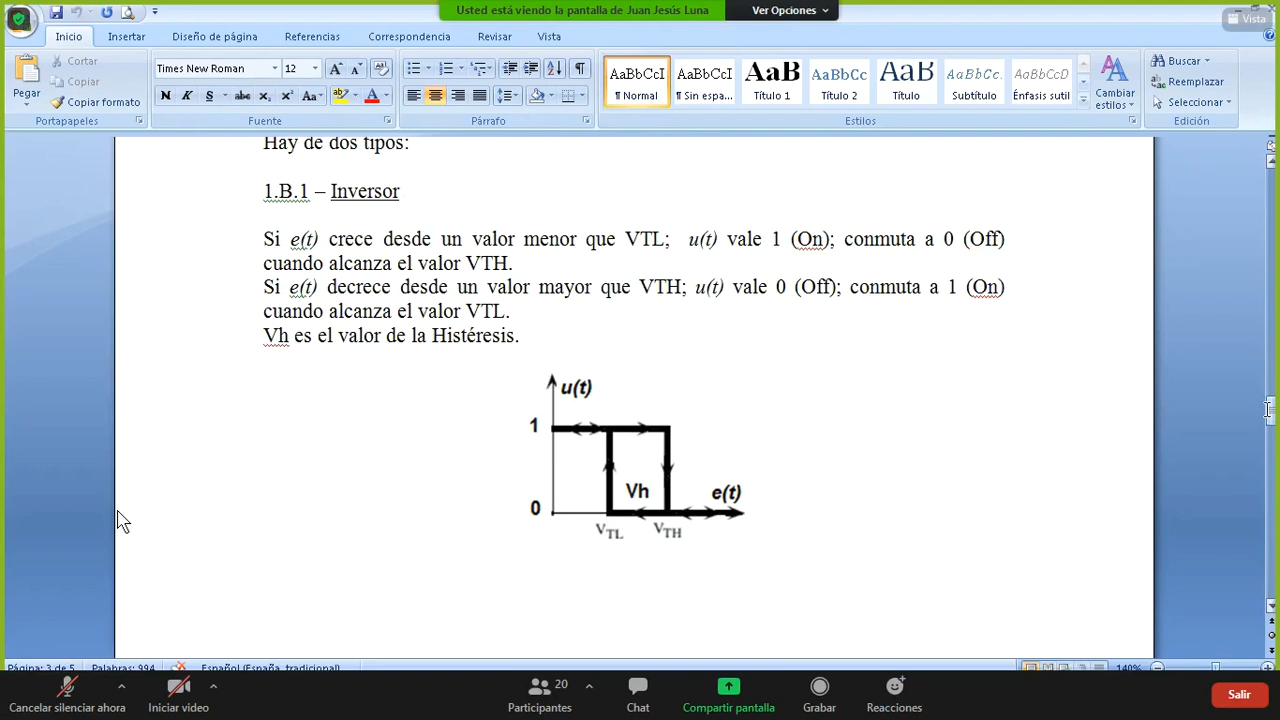 Usted está viendo la pantalla de Juan Jesús Luna
Ver Opciones
Vista
Inicio Insertar Diseño de página Referencias Correspondencia Revisar Vista
Cortar
Copiar
Copiar formato
Pegar
Portapapeles
Times New Roman 12
Fuente
Párrafo
AaBbCcI AaBbCcI AaB AaBbCc AaB AaBbCc. AaBbCcD
¶ Normal ¶ Sin espa... Título 1 Título 2 Título Subtítulo Énfasis sutil
Cambiar
estilos
Estilos
Buscar
Reemplazar
Seleccionar
Edición
Hay de dos tipos:
1.B.1 – Inversor
Si e(t) crece desde un valor menor que VTL; u(t) vale 1 (On); conmuta a 0 (Off)
cuando alcanza el valor VTH.
Si e(t) decrece desde un valor mayor que VTH; u(t) vale 0 (Off); conmuta a 1 (On)
cuando alcanza el valor VTL.
Vh es el valor de la Histéresis.
u(t)
1
Vh
e(t)
0
VTL VTH
Página: 3 de 5 Palabras: 994 Español (España, tradicional) 140%
Cancelar silenciar ahora
Iniciar video
20
Participantes
Chat
Compartir pantalla
Grabar
Reacciones
Salir